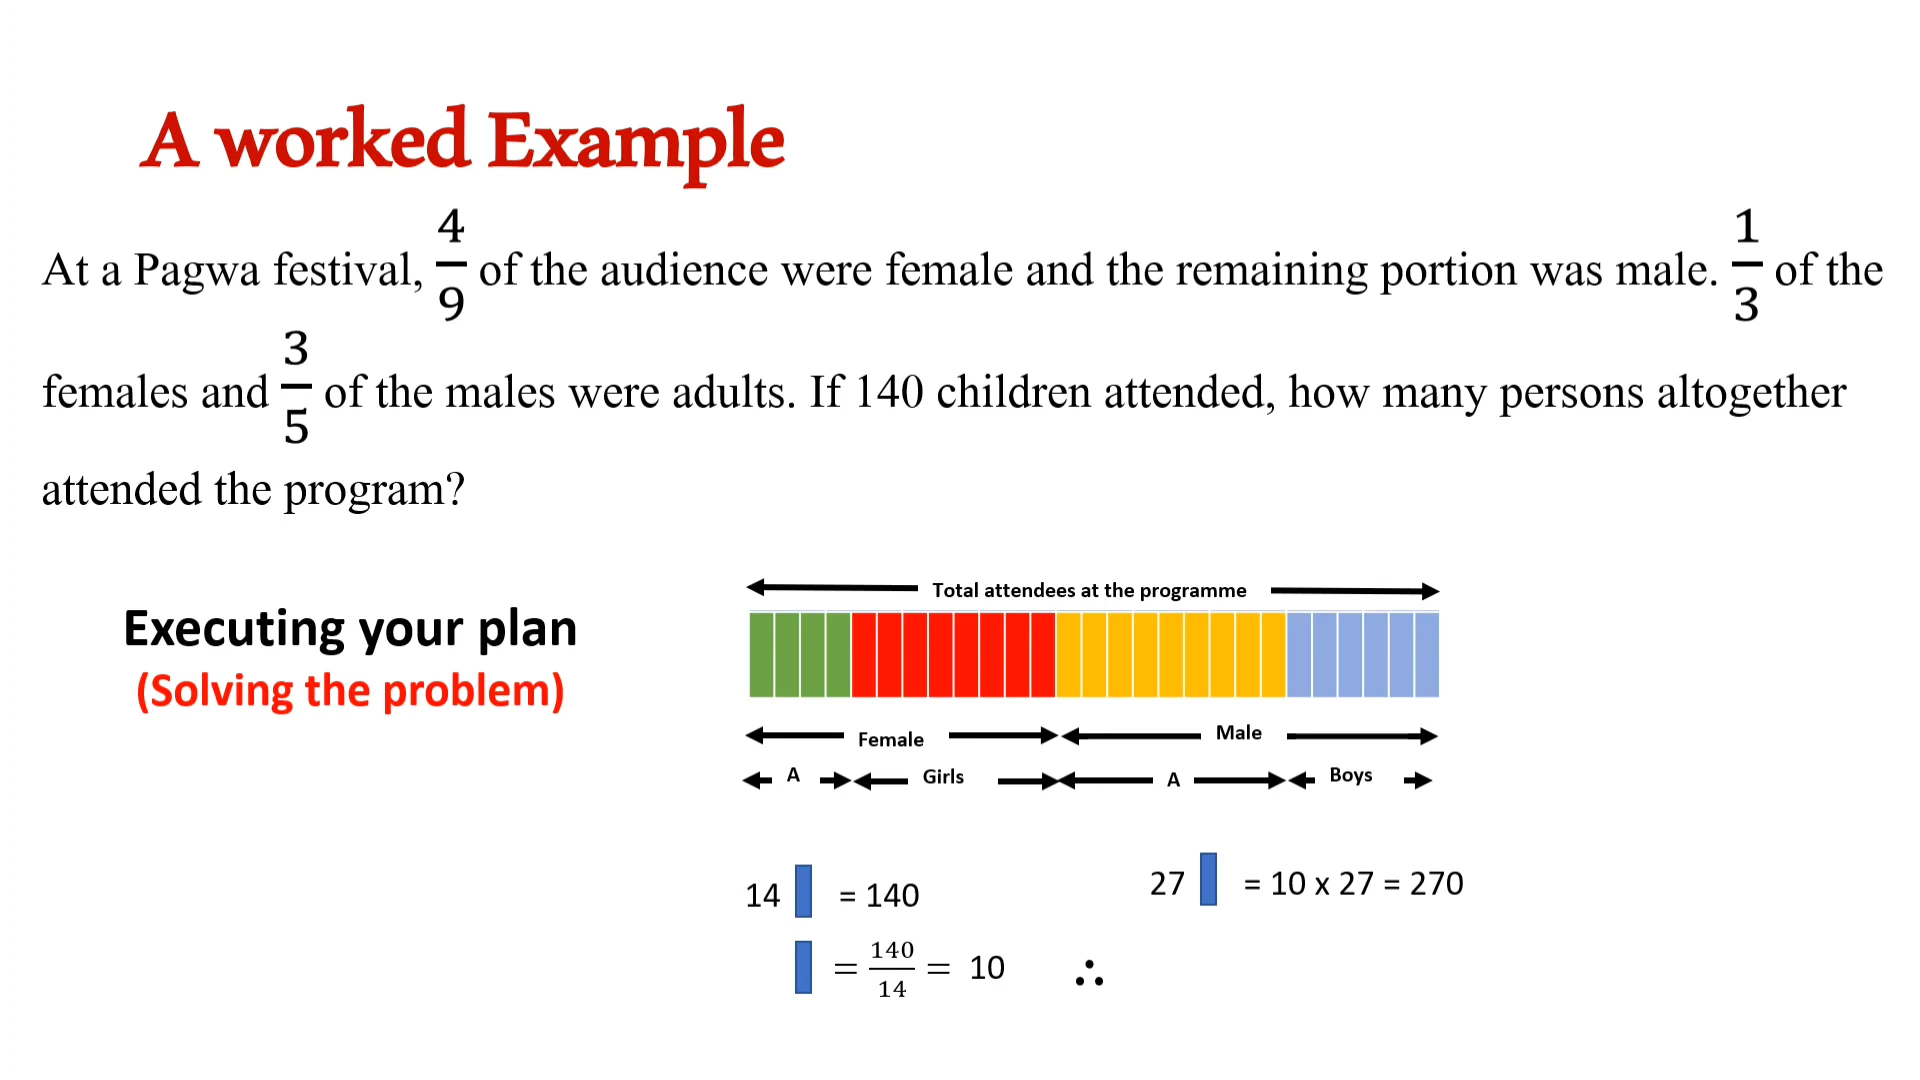 A worked Example
At a Pagwa festival, 4/9 of the audience were female and the remaining portion was male. 1/3 of the
females and 3/5 of the males were adults. If 140 children attended, how many persons altogether
attended the program?
Executing your plan
(Solving the problem)
Total attendees at the programme
Female Male
A Girls A Boys
14 = 140
27 = 10 x 27 = 270
= 140/14 = 10 ∴